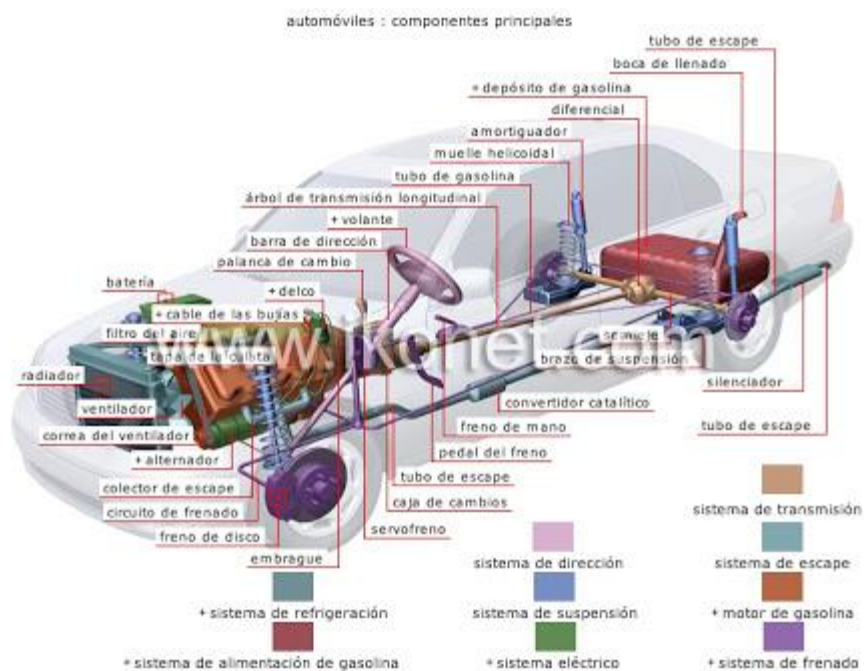 automóviles : componentes principales
tubo de escape
boca de llenado
+ depósito de gasolina
diferencial
amortiguador
muelle helicoidal
tubo de gasolina
árbol de transmisión longitudinal
+ volante
barra de dirección
palanca de cambio
batería
+ delco
+ cable de las bujías
filtro del aire
tapa de la culata
www.ikonet.com
semieje
brazo de suspensión
radiador
silenciador
ventilador
convertidor catalítico
correa del ventilador
freno de mano
tubo de escape
+ alternador
pedal del freno
colector de escape
tubo de escape
circuito de frenado
caja de cambios
freno de disco
servofreno
embrague
sistema de transmisión
sistema de dirección
sistema de escape
+ sistema de refrigeración
sistema de suspensión
+ motor de gasolina
+ sistema de alimentación de gasolina
+ sistema eléctrico
+ sistema de frenado